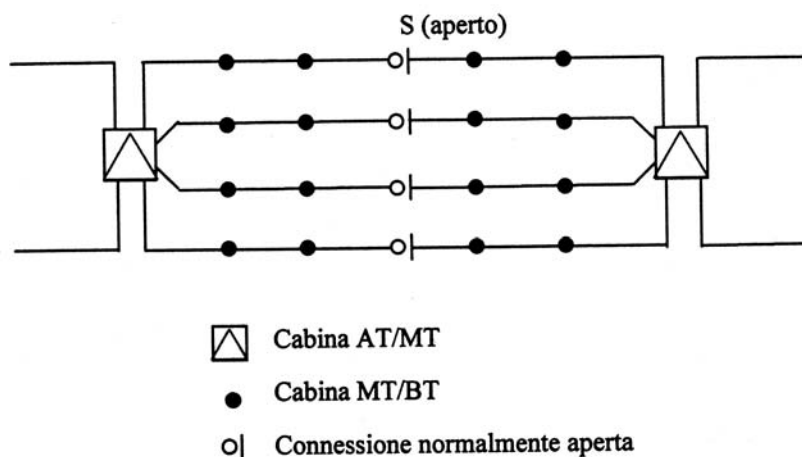 S (aperto)
Cabina AT/MT
Cabina MT/BT
Connessione normalmente aperta